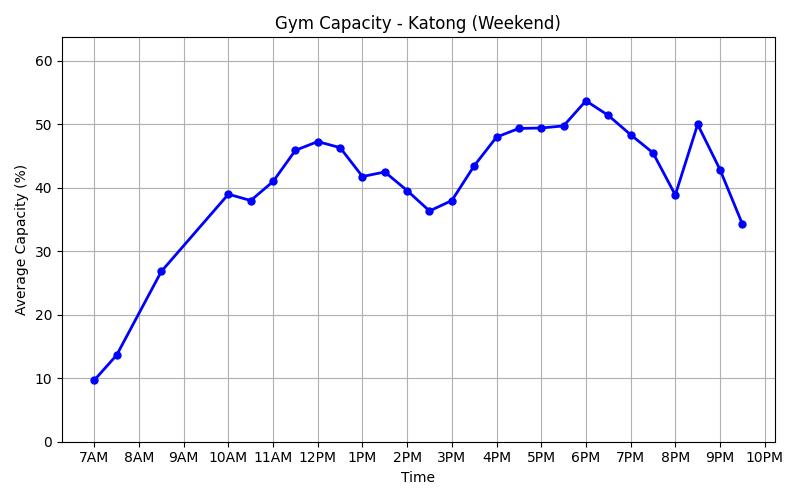 Gym Capacity - Katong (Weekend)
60
50
40
30
20
10
0
Average Capacity (%)
7AM 8AM 9AM 10AM 11AM 12PM 1PM 2PM 3PM 4PM 5PM 6PM 7PM 8PM 9PM 10PM
Time